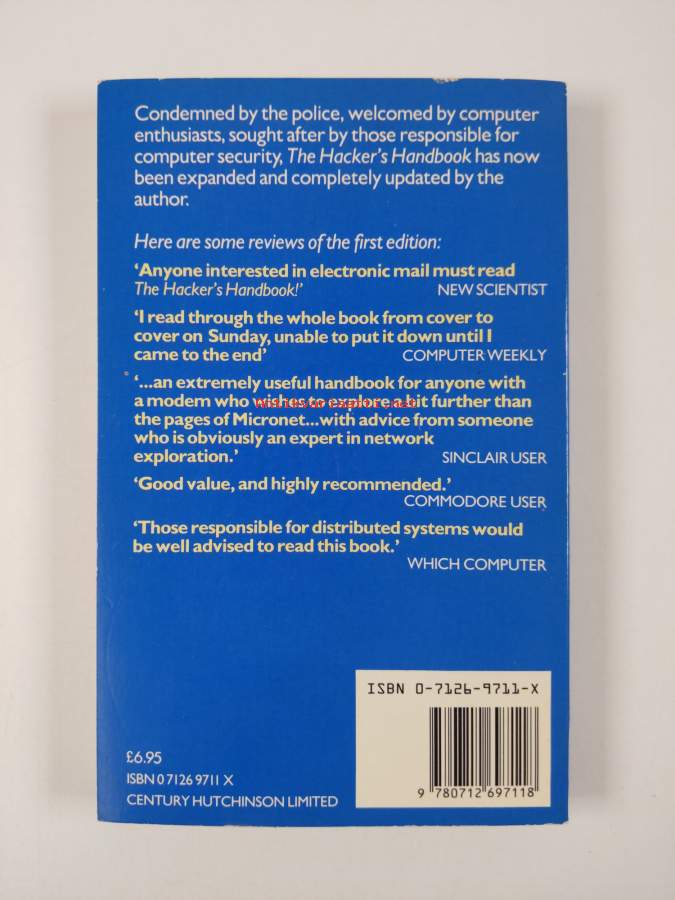 Condemned by the police, welcomed by computer
enthusiasts, sought after by those responsible for
computer security, The Hacker's Handbook has now
been expanded and completely updated by the
author.
Here are some reviews of the first edition:
'Anyone interested in electronic mail must read
The Hacker's Handbook!' NEW SCIENTIST
'I read through the whole book from cover to
cover on Sunday, unable to put it down until I
came to the end' COMPUTER WEEKLY
'...an extremely useful handbook for anyone with
a modem who wishes to explore a bit further than
the pages of Micronet...with advice from someone
who is obviously an expert in network
exploration.' SINCLAIR USER
'Good value, and highly recommended.'
COMMODORE USER
'Those responsible for distributed systems would
be well advised to read this book.'
WHICH COMPUTER
ISBN 0-7126-9711-X
9 780712 697118
£6.95
ISBN 0 7126 9711 X
CENTURY HUTCHINSON LIMITED